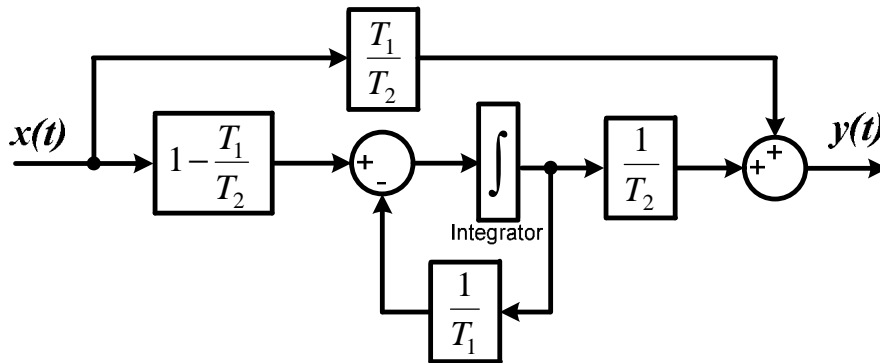 T₁/T₂
x(t)
1 − T₁/T₂
+
-
∫
Integrator
1/T₂
+
+
y(t)
1/T₁